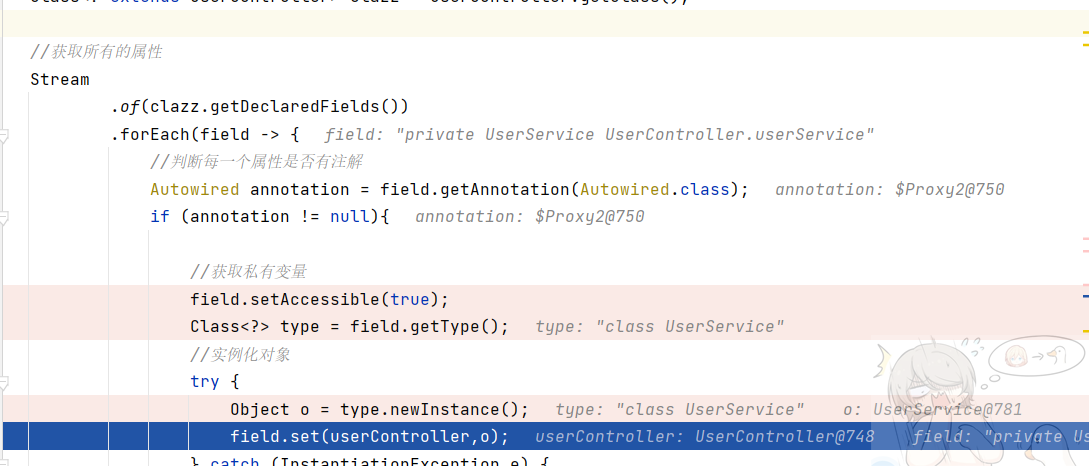 //获取所有的属性
Stream
.of(clazz.getDeclaredFields())
.forEach(field -> { field: "private UserService UserController.userService"
//判断每一个属性是否有注解
Autowired annotation = field.getAnnotation(Autowired.class); annotation: $Proxy2@750
if (annotation != null){ annotation: $Proxy2@750
//获取私有变量
field.setAccessible(true);
Class<?> type = field.getType(); type: "class UserService"
//实例化对象
try {
Object o = type.newInstance(); type: "class UserService" o: UserService@781
field.set(userController,o); userController: UserController@748 field: "private Us
} catch (InstantiationException e) {